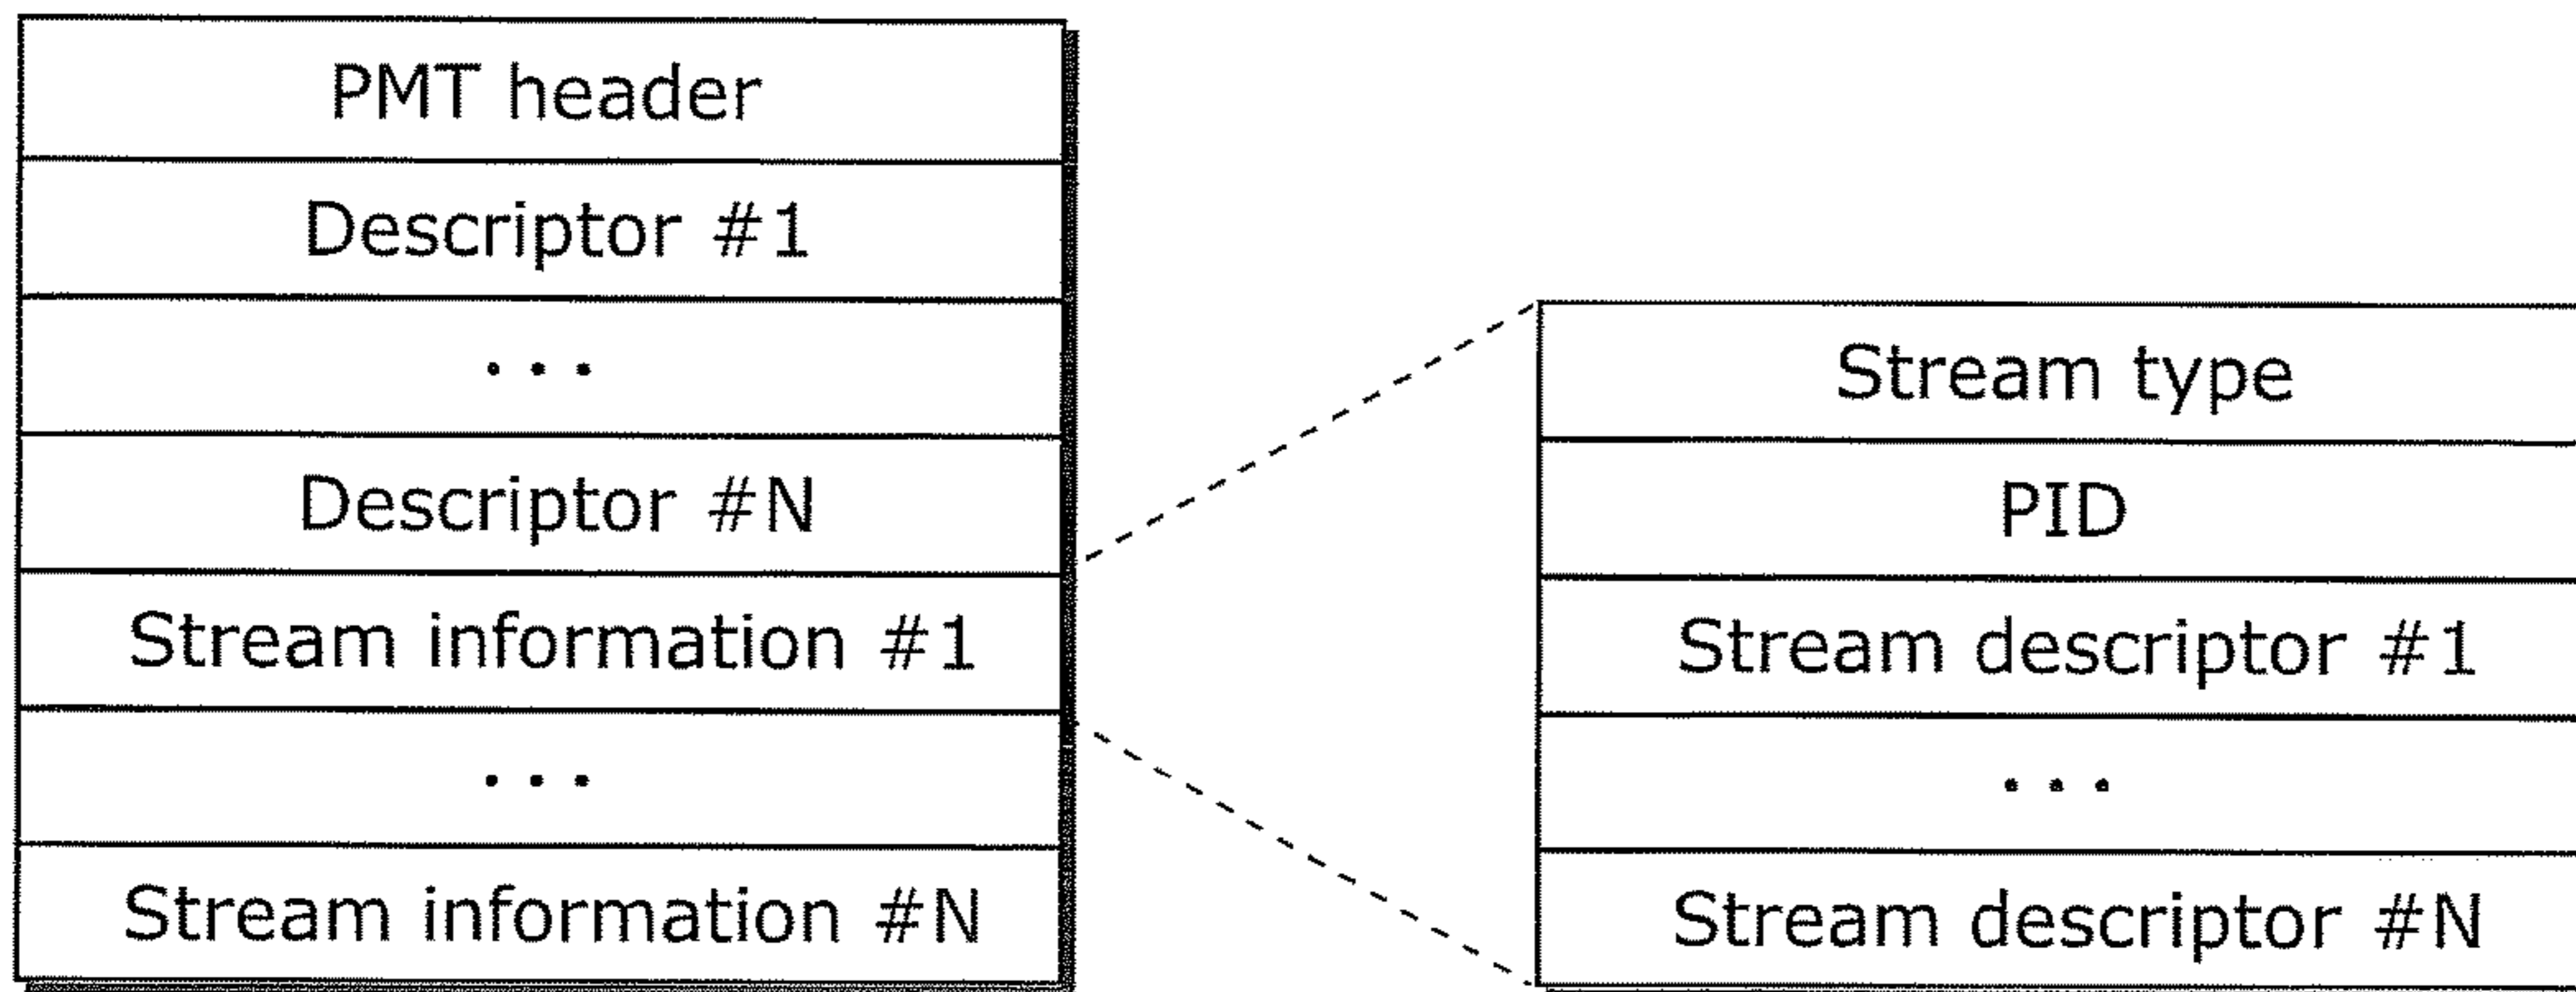 PMT header
Descriptor #1
...
Descriptor #N
Stream information #1
...
Stream information #N
Stream type
PID
Stream descriptor #1
...
Stream descriptor #N